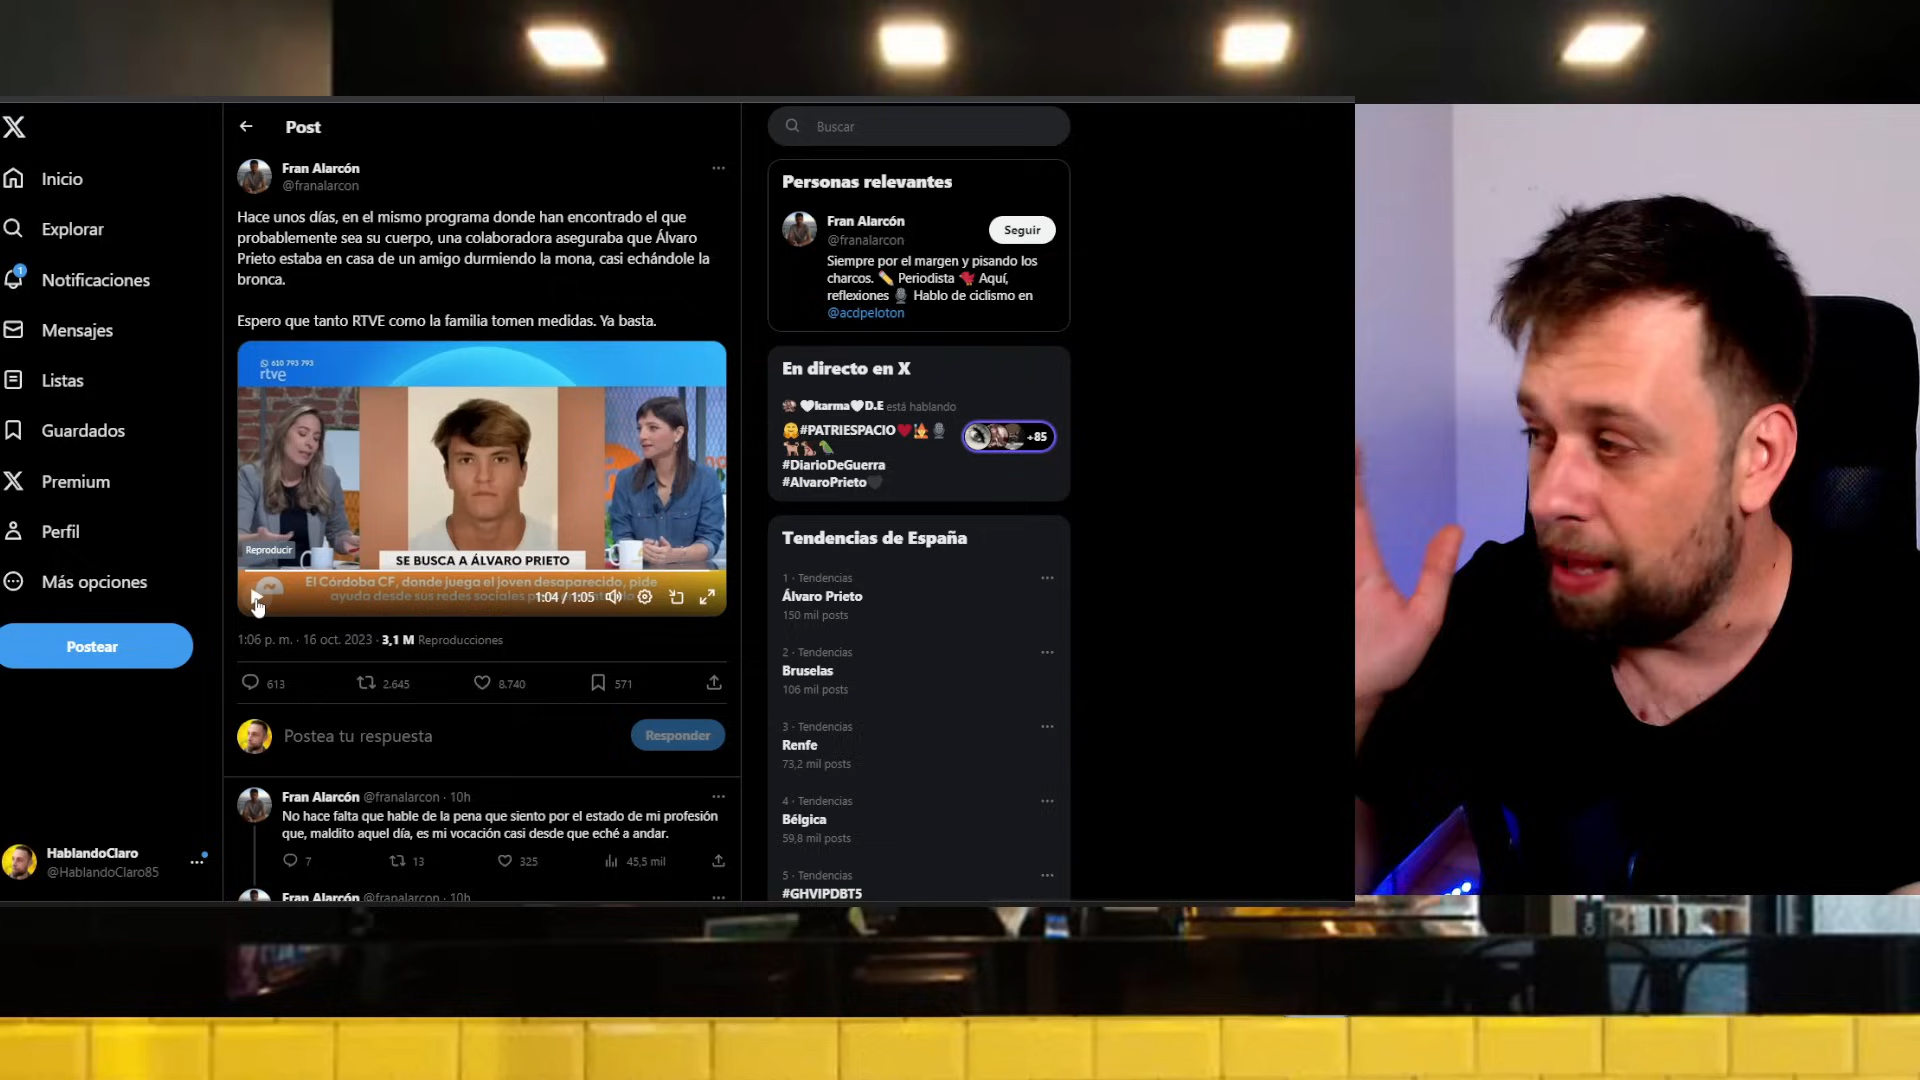 Inicio
Explorar
1
Notificaciones
Mensajes
Listas
Guardados
Premium
Perfil
Más opciones
Postear
HablandoClaro
@HablandoClaro85
Post
Fran Alarcón
@franalarcon
Hace unos días, en el mismo programa donde han encontrado el que
probablemente sea su cuerpo, una colaboradora aseguraba que Álvaro
Prieto estaba en casa de un amigo durmiendo la mona, casi echándole la
bronca.
Espero que tanto RTVE como la familia tomen medidas. Ya basta.
610 793 793
rtve
Reproducir
SE BUSCA A ÁLVARO PRIETO
El Córdoba CF, donde juega el joven desaparecido, pide
ayuda desde sus redes sociales
1:04 / 1:05
1:06 p. m. · 16 oct. 2023 · 3,1 M Reproducciones
613
2.645
8.740
571
Postea tu respuesta
Responder
Fran Alarcón @franalarcon · 10h
No hace falta que hable de la pena que siento por el estado de mi profesión
que, maldito aquel día, es mi vocación casi desde que eché a andar.
7
13
325
45,5 mil
Fran Alarcón @franalarcon · 10h
Buscar
Personas relevantes
Fran Alarcón
@franalarcon
Seguir
Siempre por el margen y pisando los
charcos. ✏️ Periodista 🐦 Aquí,
reflexiones 🎙️ Hablo de ciclismo en
@acdpeloton
En directo en X
🤍karma🤍D.E está hablando
#PATRIESPACIO
#DiarioDeGuerra
#AlvaroPrieto
+85
Tendencias de España
1 · Tendencias
Álvaro Prieto
150 mil posts
2 · Tendencias
Bruselas
106 mil posts
3 · Tendencias
Renfe
73,2 mil posts
4 · Tendencias
Bélgica
59,8 mil posts
5 · Tendencias
#GHVIPDBT5